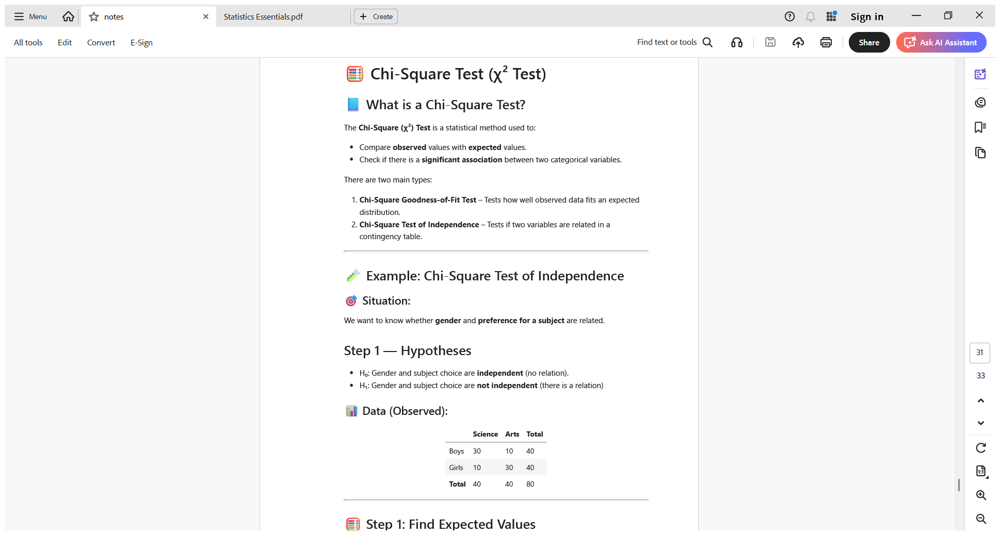 Menu
notes
Statistics Essentials.pdf
Create
Sign in
All tools
Edit
Convert
E-Sign
Find text or tools
Share
Ask AI Assistant
Chi-Square Test (χ² Test)
What is a Chi-Square Test?
The Chi-Square (χ²) Test is a statistical method used to:
• Compare observed values with expected values.
• Check if there is a significant association between two categorical variables.
There are two main types:
1. Chi-Square Goodness-of-Fit Test – Tests how well observed data fits an expected
distribution.
2. Chi-Square Test of Independence – Tests if two variables are related in a
contingency table.
Example: Chi-Square Test of Independence
Situation:
We want to know whether gender and preference for a subject are related.
Step 1 — Hypotheses
• H₀: Gender and subject choice are independent (no relation).
• H₁: Gender and subject choice are not independent (there is a relation)
Data (Observed):
Science Arts Total
Boys 30 10 40
Girls 10 30 40
Total 40 40 80
Step 1: Find Expected Values
31
33
1:1